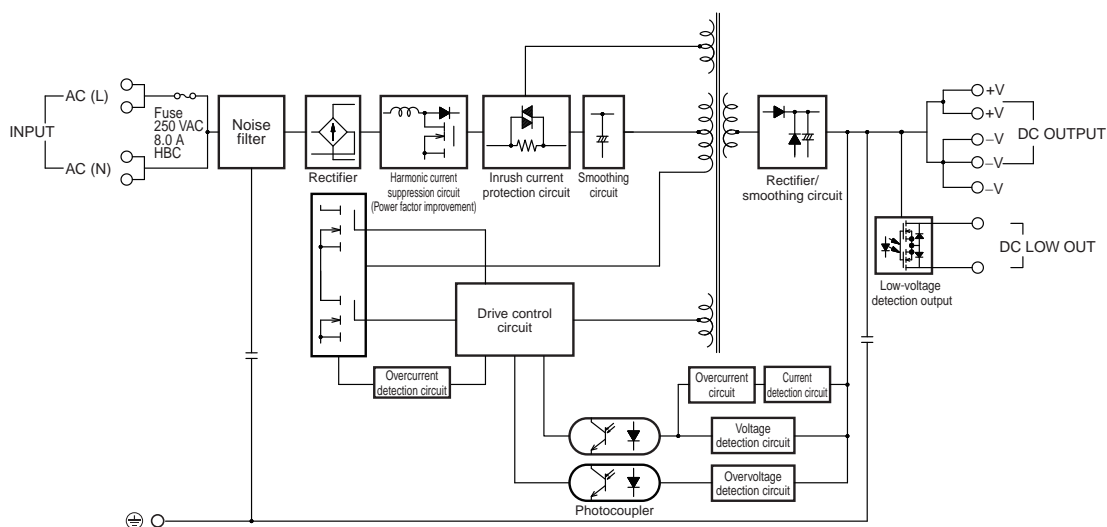 INPUT
AC (L)
AC (N)
Fuse
250 VAC
8.0 A
HBC
Noise
filter
Rectifier
Harmonic current
suppression circuit
(Power factor improvement)
Inrush current
protection circuit
Smoothing
circuit
Rectifier/
smoothing circuit
+V
+V
–V
–V
–V
DC OUTPUT
DC LOW OUT
Low-voltage
detection output
Drive control
circuit
Overcurrent
detection circuit
Overcurrent
circuit
Current
detection circuit
Voltage
detection circuit
Overvoltage
detection circuit
Photocoupler